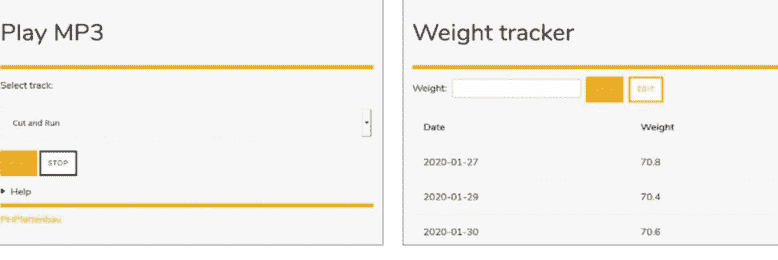 Play MP3
Select track:
Cut and Run
STOP
Help
Weight tracker
Weight:
EDIT
Date Weight
2020-01-27 70.8
2020-01-29 70.4
2020-01-30 70.6